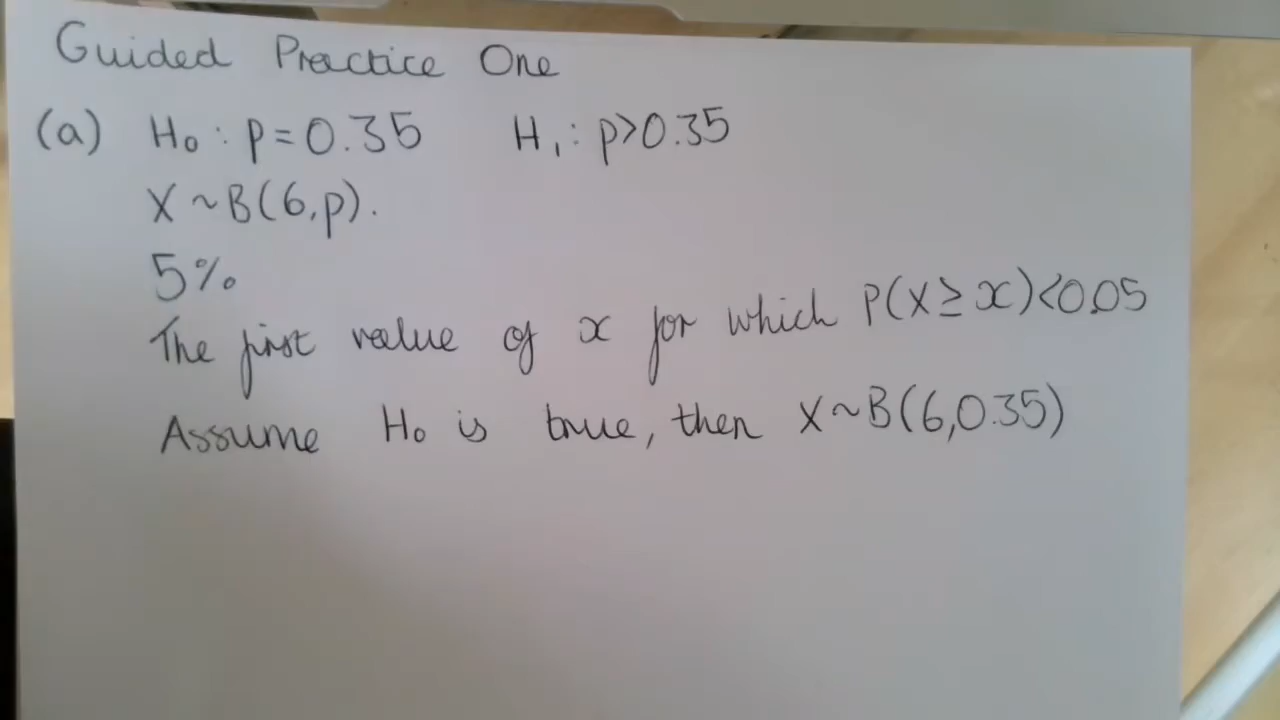 Guided Practice One
(a) H₀ : p = 0.35 H₁ : p>0.35
X ~ B(6, p).
5%
The first value of x for which P(X ≥ x) < 0.05
Assume H₀ is true, then X ~ B(6, 0.35)